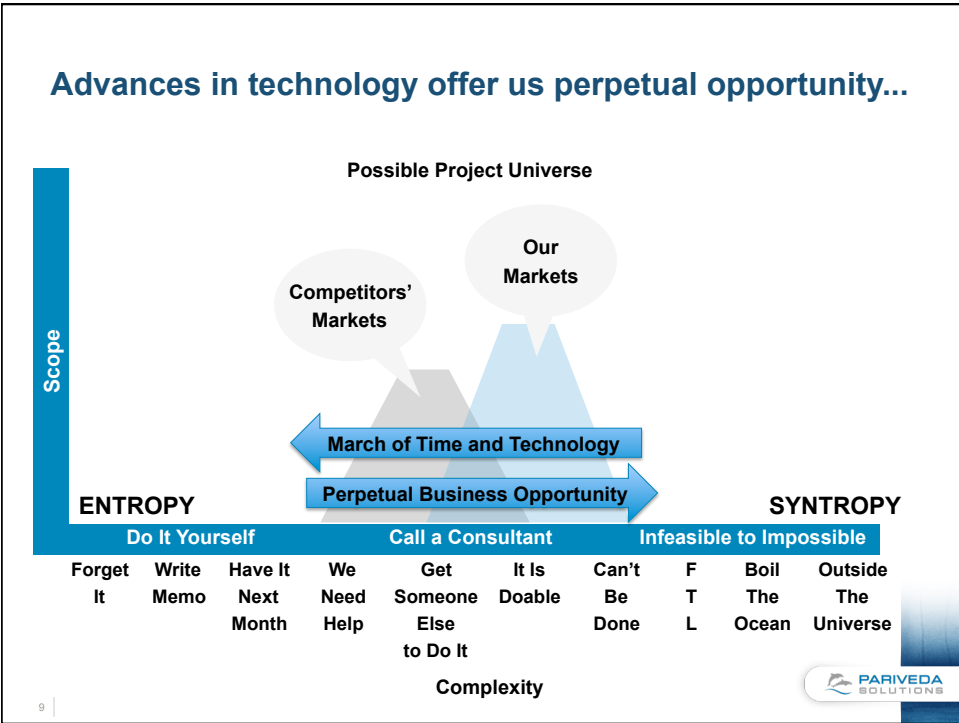 Advances in technology offer us perpetual opportunity...
Possible Project Universe
Our
Markets
Competitors’
Markets
Scope
March of Time and Technology
Perpetual Business Opportunity
ENTROPY
SYNTROPY
Do It Yourself
Call a Consultant
Infeasible to Impossible
Forget
It
Write
Memo
Have It
Next
Month
We
Need
Help
Get
Someone
Else
to Do It
It Is
Doable
Can’t
Be
Done
F
T
L
Boil
The
Ocean
Outside
The
Universe
Complexity
PARIVEDA
SOLUTIONS
9